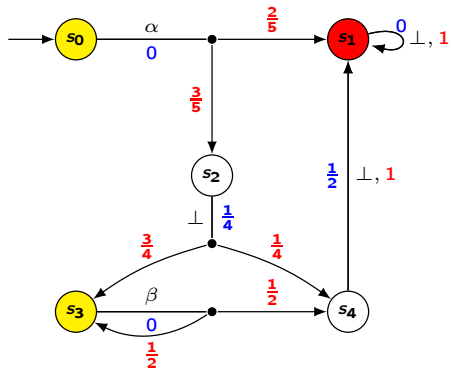 s₀ α 0 2/5 s₁ 0 ⊥, 1
3/5
s₂
⊥ 1/4 1/2 ⊥, 1
3/4 1/4
s₃ β 0 1/2 s₄
1/2